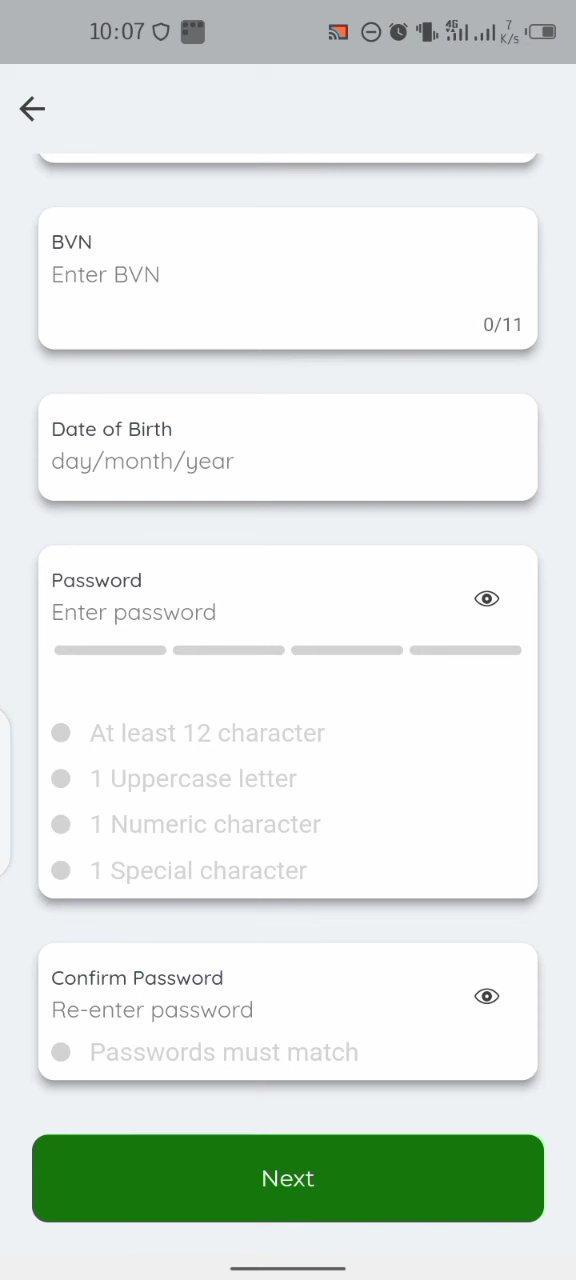 10:07
4G
7
K/s
BVN
Enter BVN
0/11
Date of Birth
day/month/year
Password
Enter password
At least 12 character
1 Uppercase letter
1 Numeric character
1 Special character
Confirm Password
Re-enter password
Passwords must match
Next